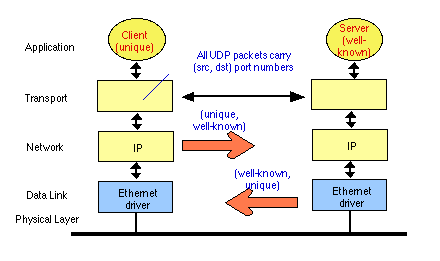 Application
Client
(unique)
Server
(well-
known)
All UDP packets carry
(src, dst) port numbers
Transport
(unique,
well-known)
Network
IP
IP
(well-known,
unique)
Data Link
Ethernet
driver
Ethernet
driver
Physical Layer